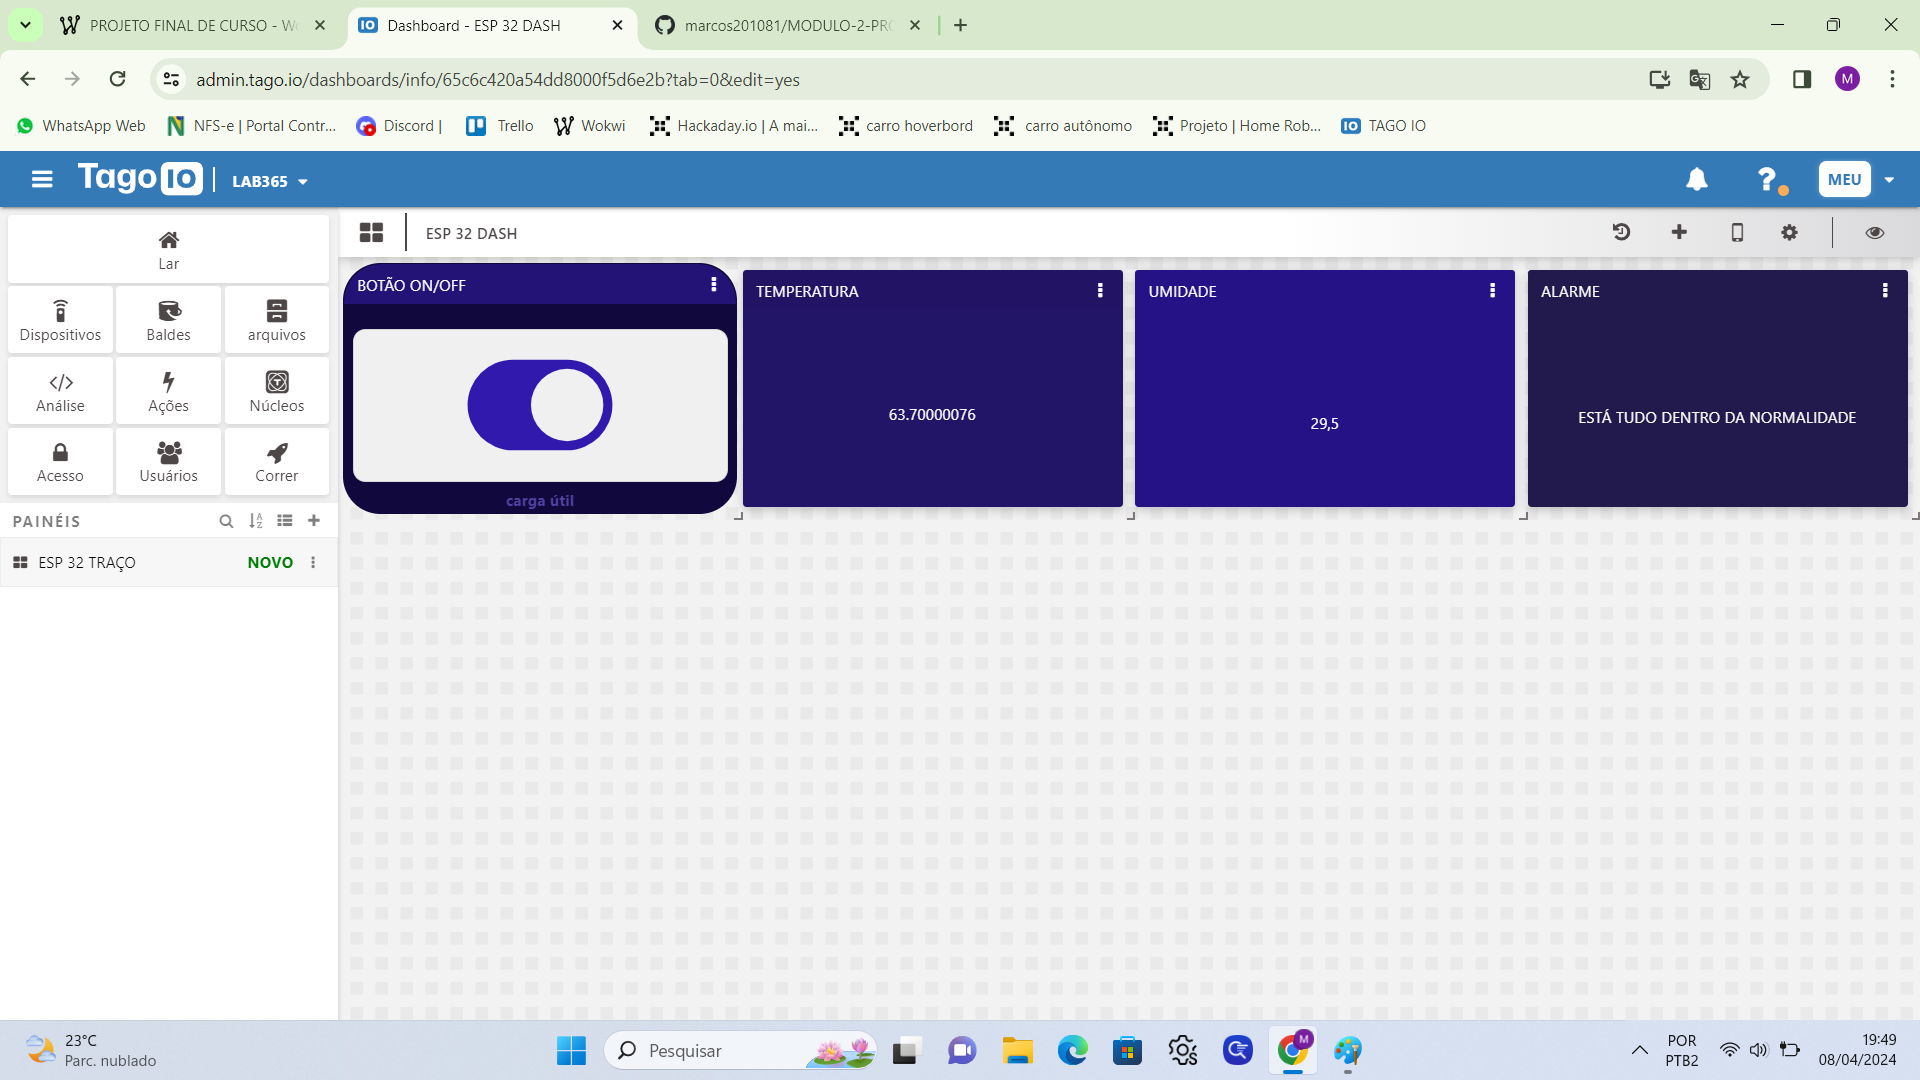 PROJETO FINAL DE CURSO - Wo
Dashboard - ESP 32 DASH
marcos201081/MODULO-2-PRO
admin.tago.io/dashboards/info/65c6c420a54dd8000f5d6e2b?tab=0&edit=yes
M
WhatsApp Web
NFS-e | Portal Contr...
Discord |
Trello
Wokwi
Hackaday.io | A mai...
carro hoverbord
carro autônomo
Projeto | Home Rob...
IO TAGO IO
Tago IO
LAB365
MEU
ESP 32 DASH
Lar
Dispositivos
Baldes
arquivos
Análise
Ações
Núcleos
Acesso
Usuários
Correr
PAINÉIS
ESP 32 TRAÇO
NOVO
BOTÃO ON/OFF
carga útil
TEMPERATURA
63.70000076
UMIDADE
29,5
ALARME
ESTÁ TUDO DENTRO DA NORMALIDADE
23°C
Parc. nublado
Pesquisar
M
POR
PTB2
19:49
08/04/2024